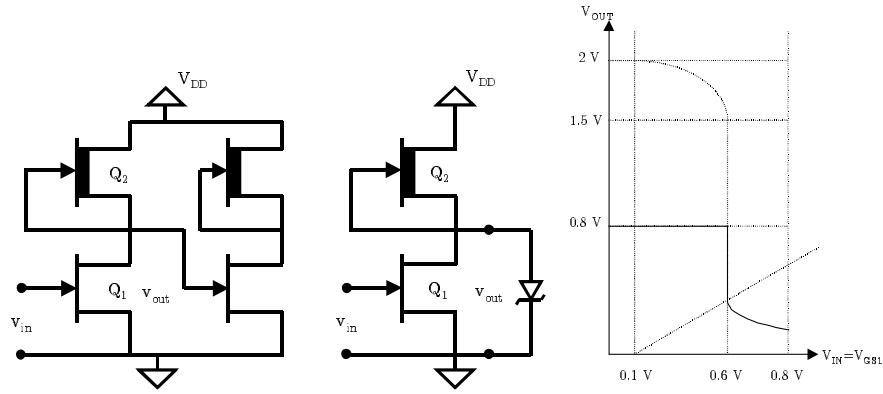 V_DD
Q_2
Q_1
v_in
v_out
V_DD
Q_2
Q_1
v_in
v_out
V_OUT
2 V
1.5 V
0.8 V
V_IN=V_GS1
0.1 V
0.6 V
0.8 V